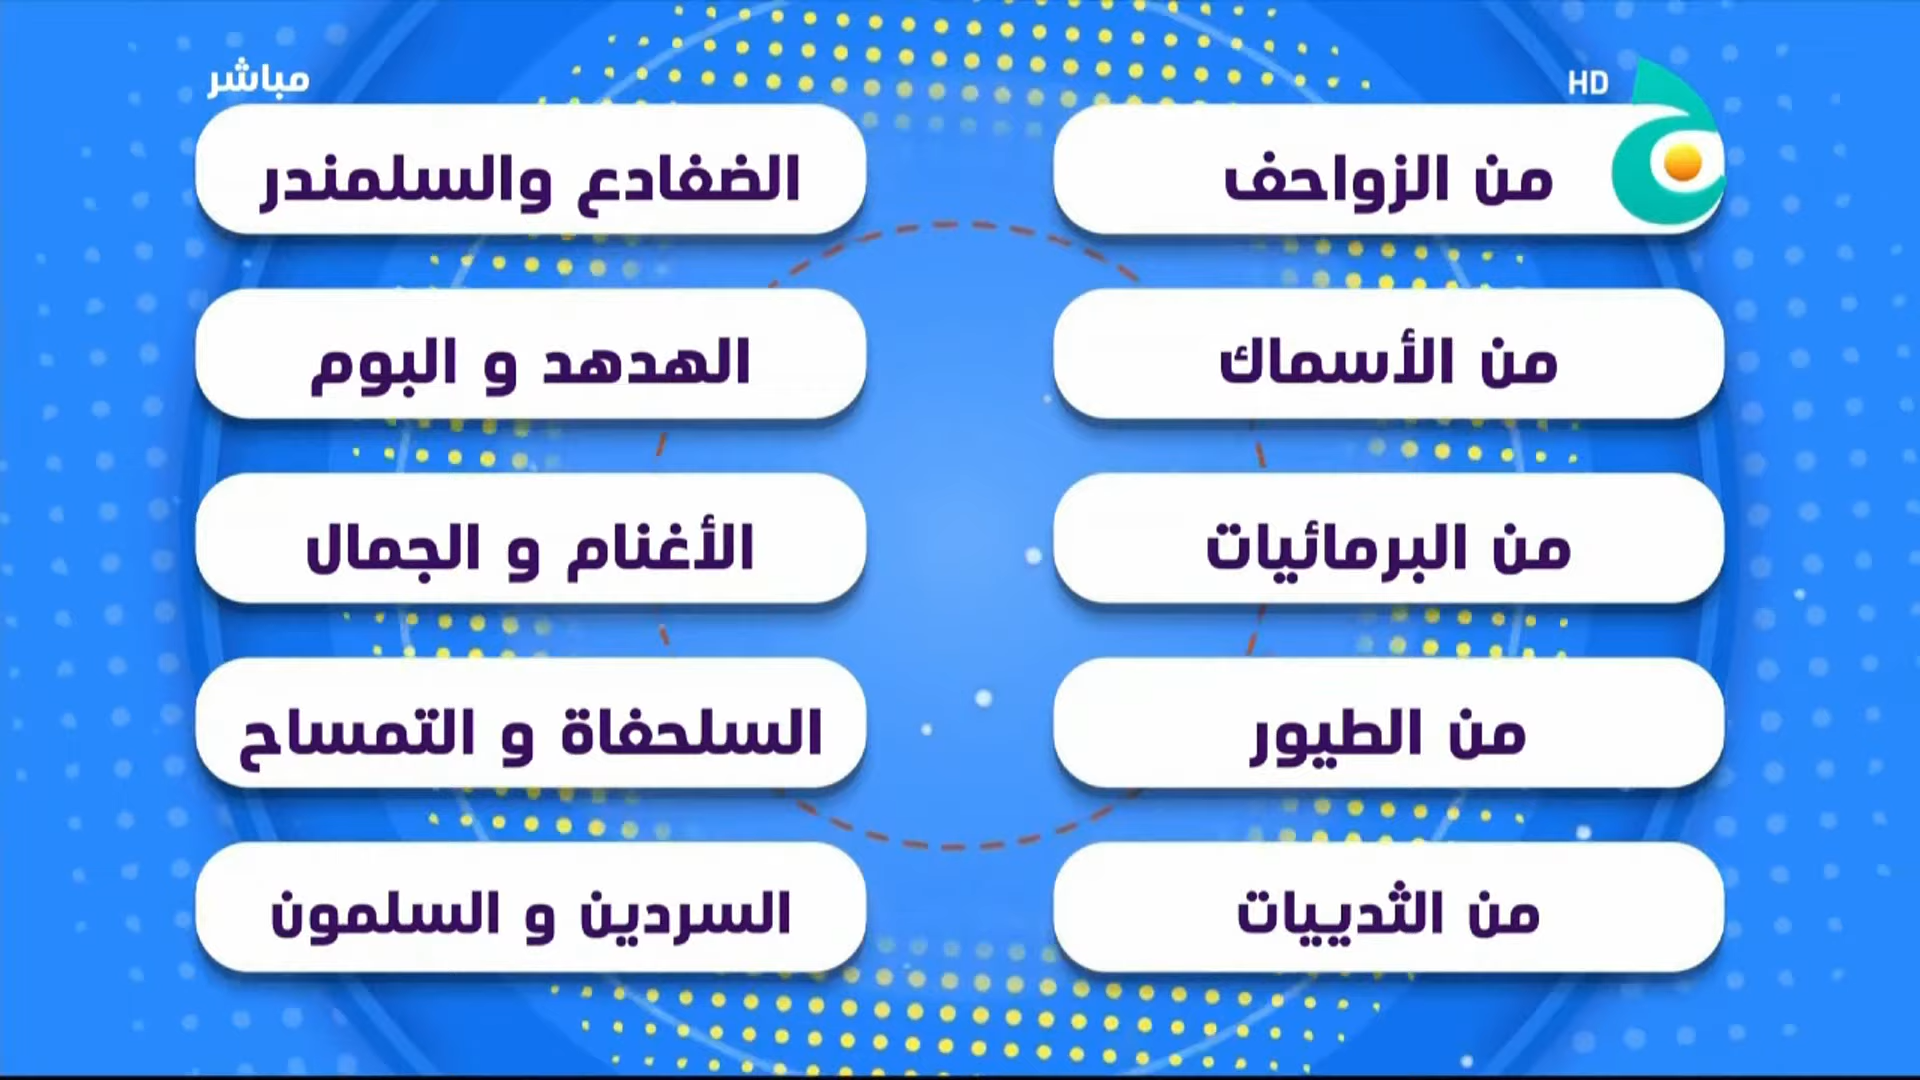 HD
مباشر
من الزواحف
الضفادع والسلمندر
من الأسماك
الهدهد و البوم
من البرمائيات
الأغنام و الجمال
من الطيور
السلحفاة و التمساح
من الثدييات
السردين و السلمون